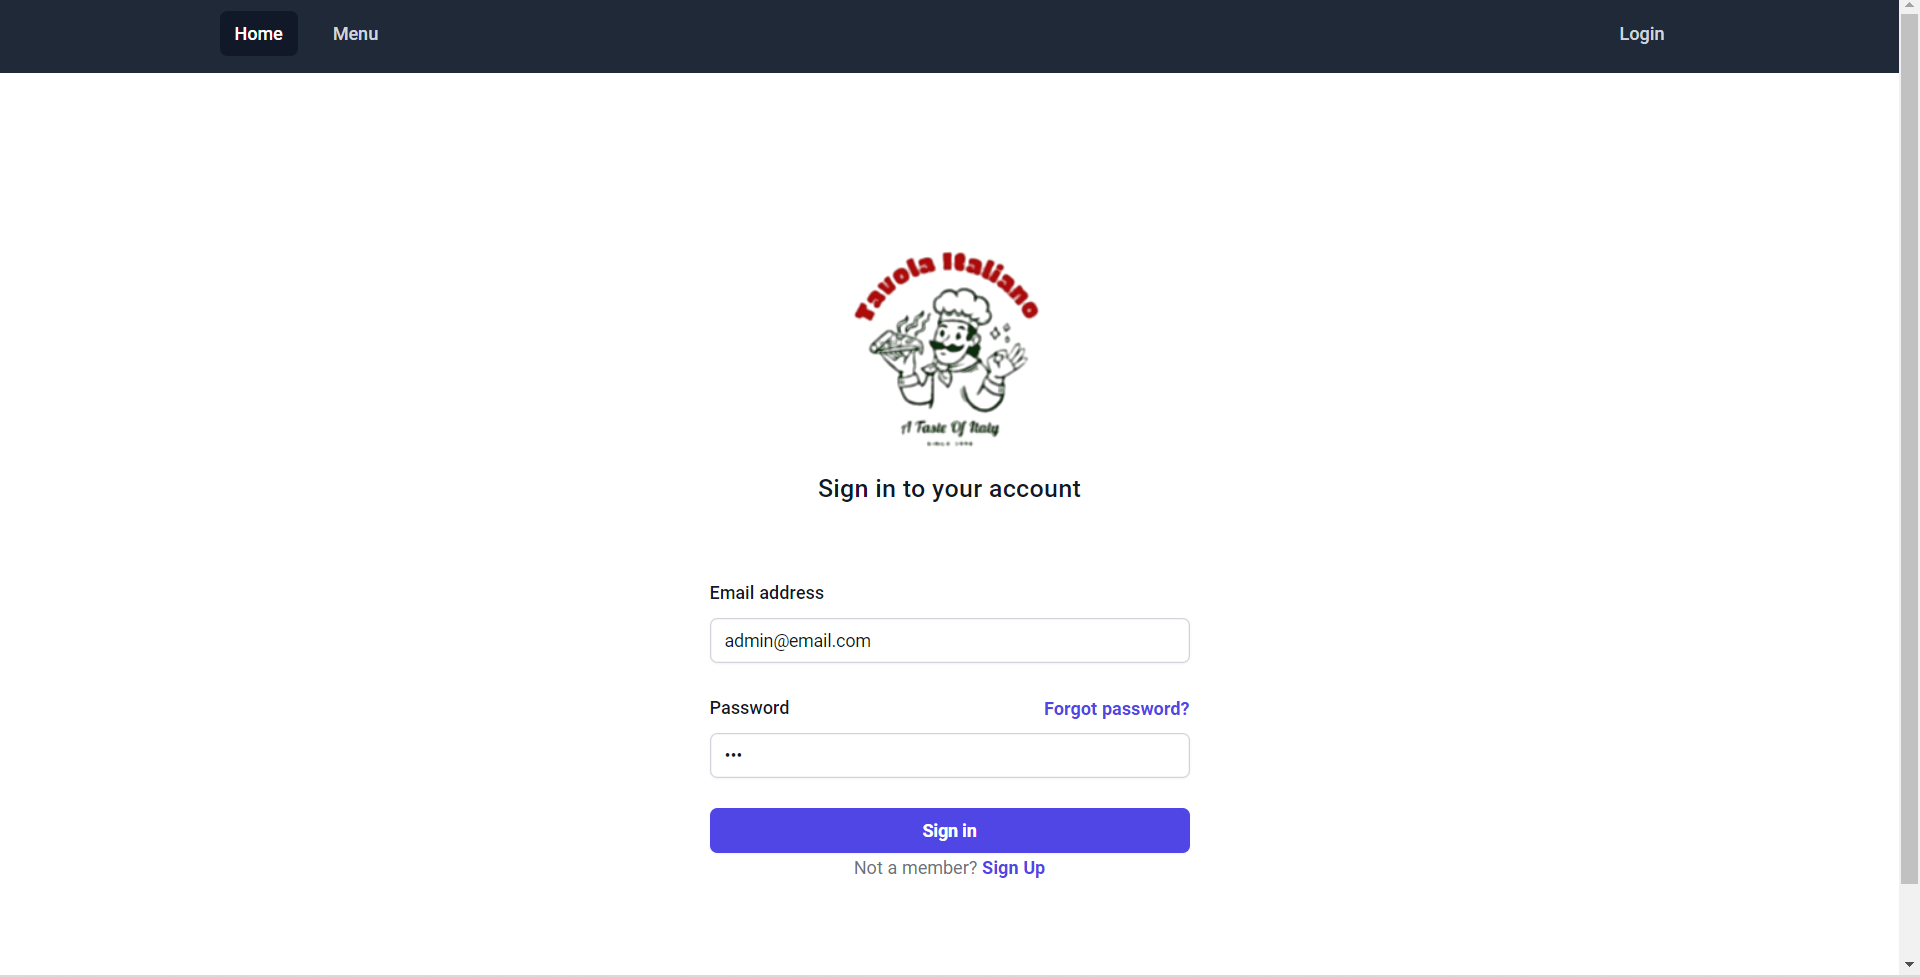 Home Menu Login
Tavola Italiano
A Taste Of Italy
Sign in to your account
Email address
admin@email.com
Password Forgot password?
•••
Sign in
Not a member? Sign Up